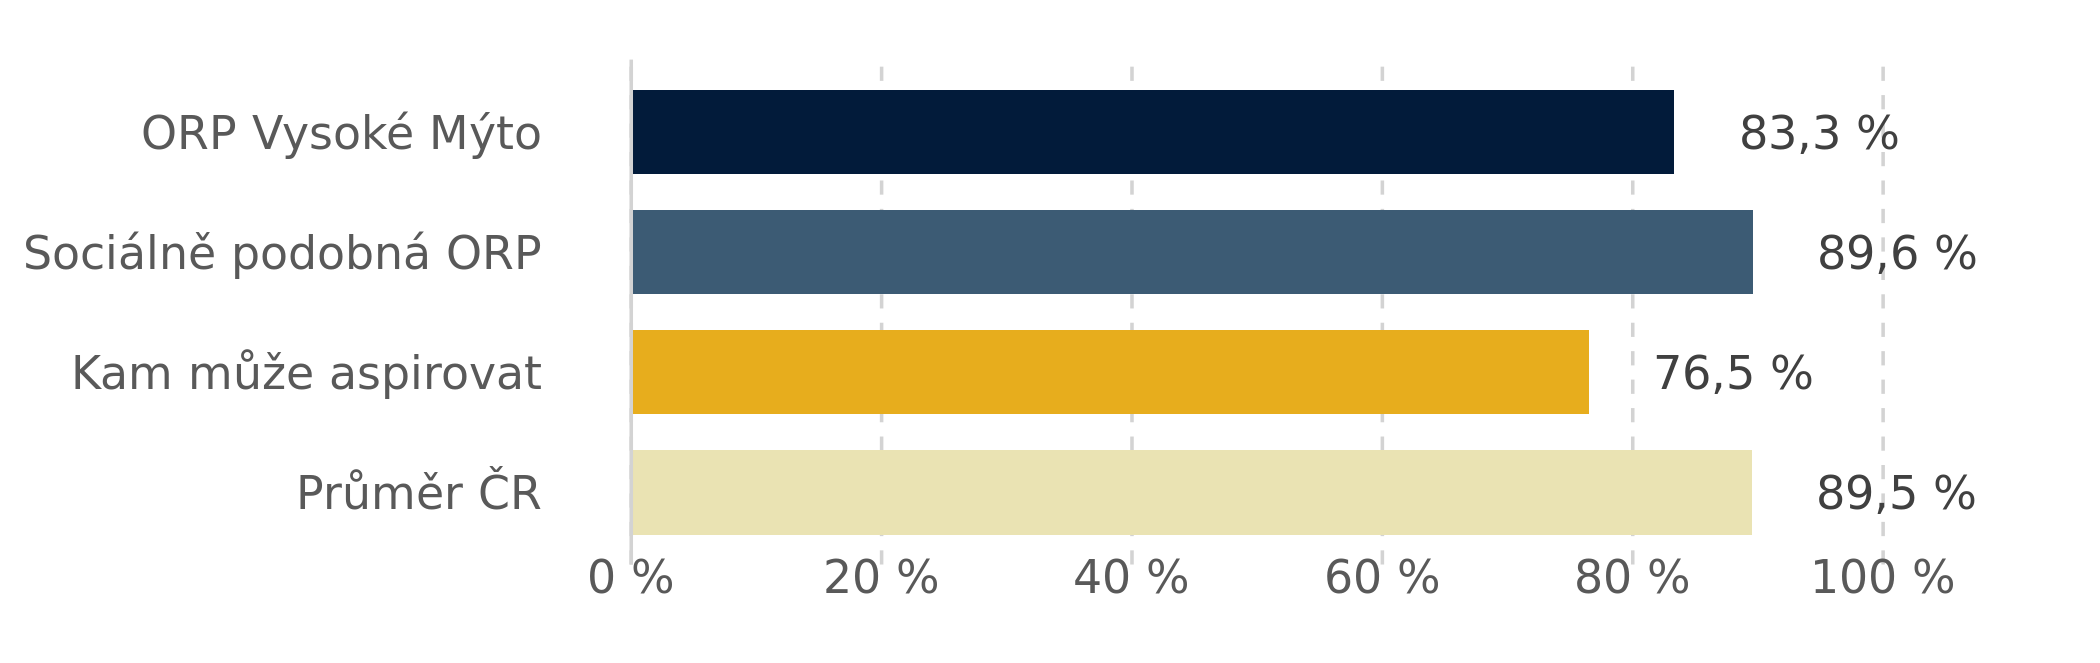 ORP Vysoké Mýto 83,3 %
Sociálně podobná ORP 89,6 %
Kam může aspirovat 76,5 %
Průměr ČR 89,5 %
0 % 20 % 40 % 60 % 80 % 100 %